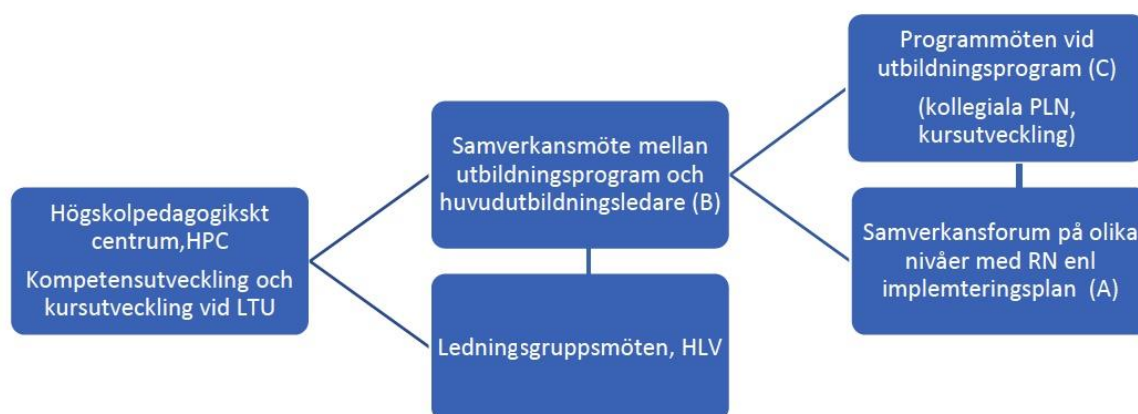 Högskolpedagogikskt
centrum,HPC
Kompetensutveckling och
kursutveckling vid LTU
Samverkansmöte mellan
utbildningsprogram och
huvudutbildningsledare (B)
Ledningsgruppsmöten, HLV
Programmöten vid
utbildningsprogram (C)
(kollegiala PLN,
kursutveckling)
Samverkansforum på olika
nivåer med RN enl
implemteringsplan (A)